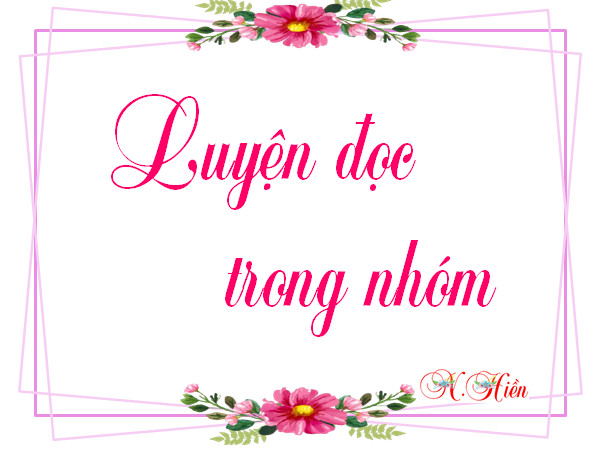 Luyện đọc
trong nhóm
N. Hiền